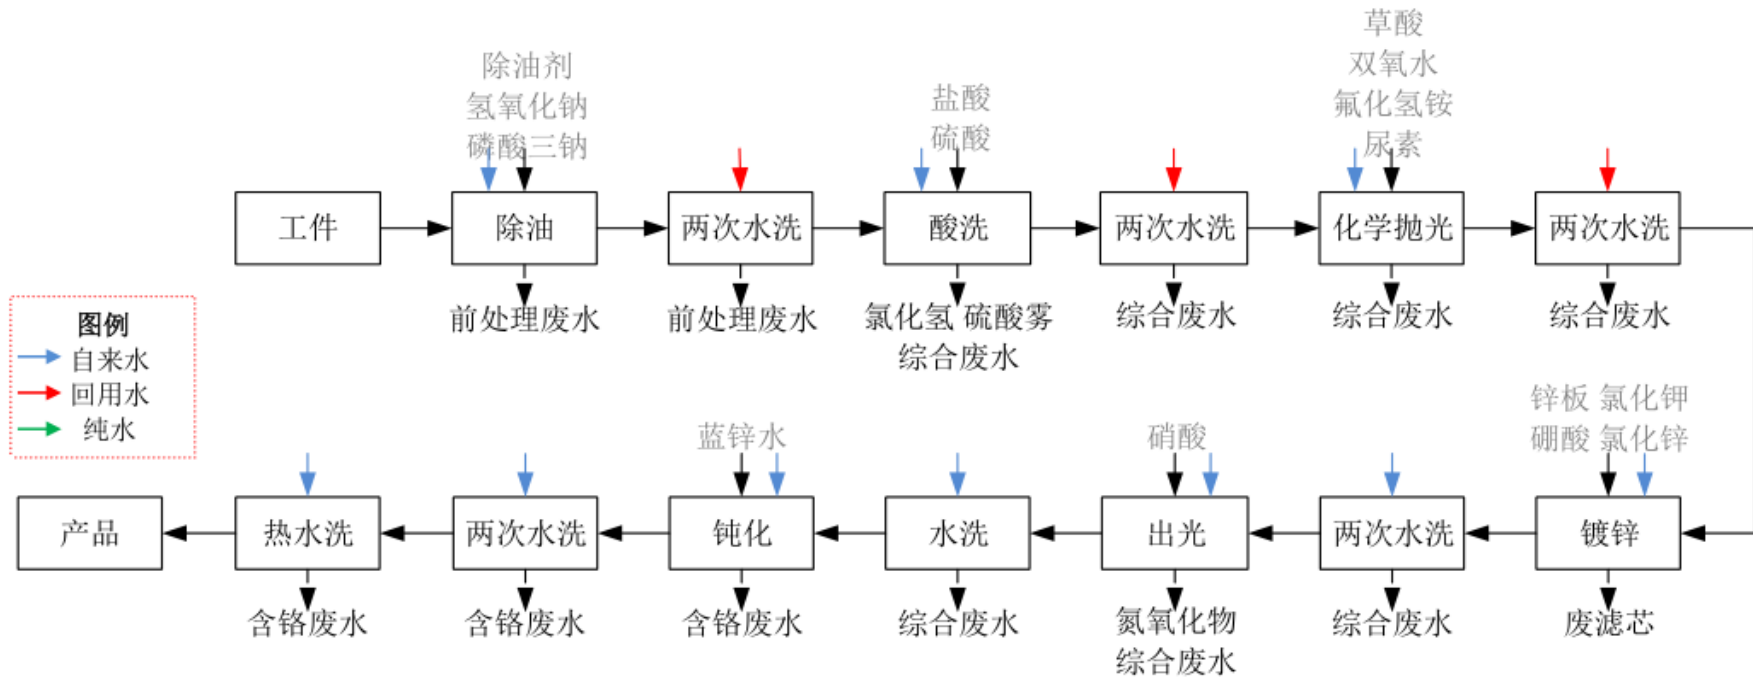 除油剂
氢氧化钠
磷酸三钠
盐酸
硫酸
草酸
双氧水
氟化氢铵
尿素
工件
除油
两次水洗
酸洗
两次水洗
化学抛光
两次水洗
前处理废水
前处理废水
氯化氢 硫酸雾
综合废水
综合废水
综合废水
综合废水
图例
自来水
回用水
纯水
蓝锌水
硝酸
锌板 氯化钾
硼酸 氯化锌
产品
热水洗
两次水洗
钝化
水洗
出光
两次水洗
镀锌
含铬废水
含铬废水
含铬废水
综合废水
氮氧化物
综合废水
综合废水
废滤芯